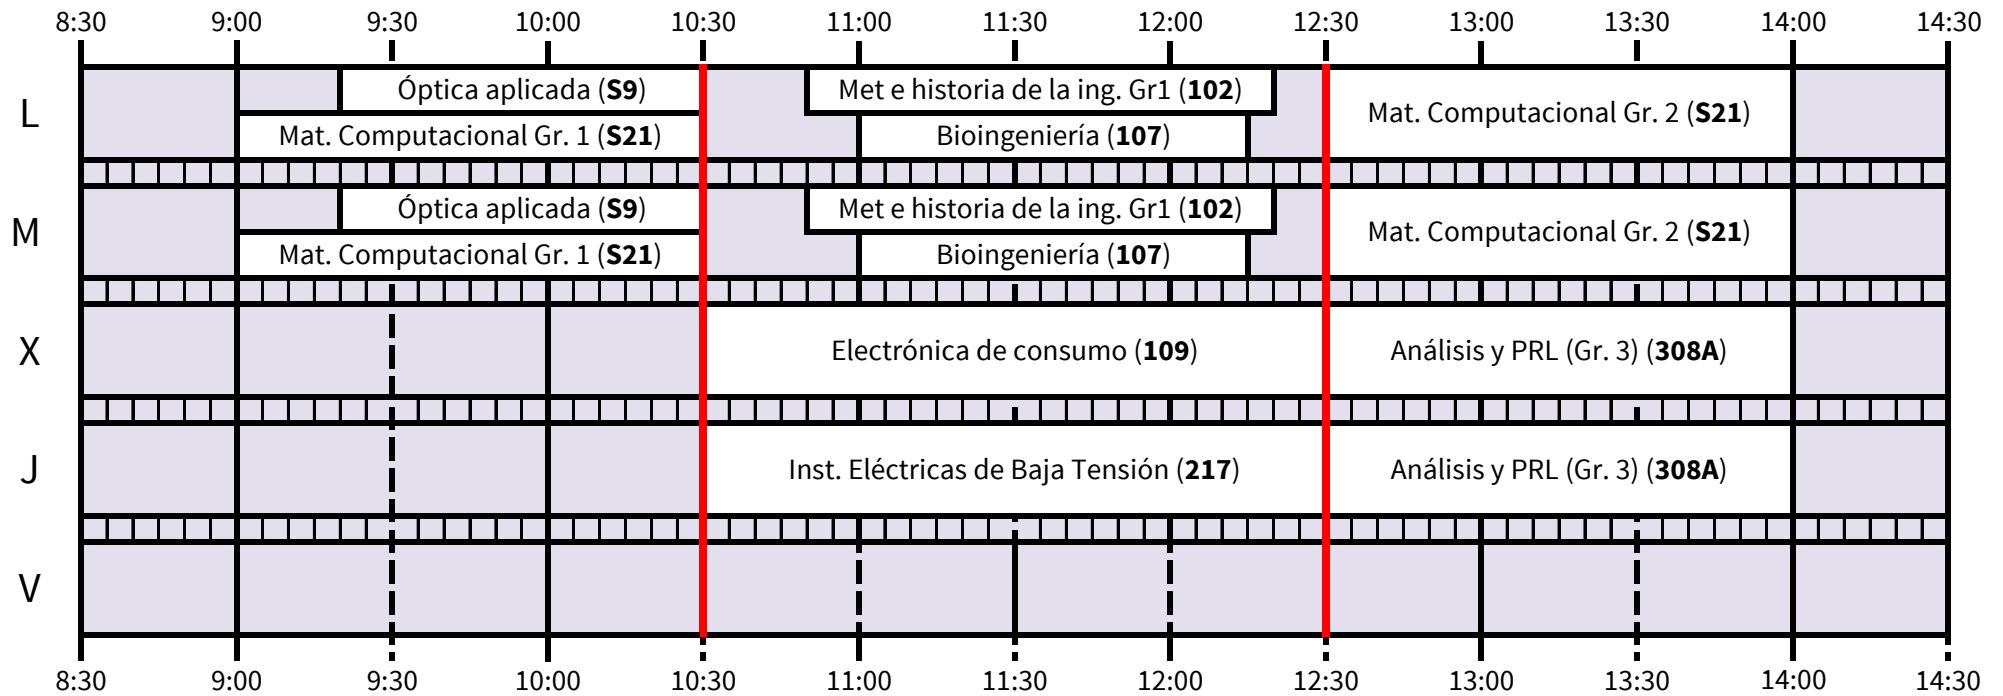 8:30 9:00 9:30 10:00 10:30 11:00 11:30 12:00 12:30 13:00 13:30 14:00 14:30
L
Óptica aplicada (S9)
Met e historia de la ing. Gr1 (102)
Mat. Computacional Gr. 2 (S21)
Mat. Computacional Gr. 1 (S21)
Bioingeniería (107)
M
Óptica aplicada (S9)
Met e historia de la ing. Gr1 (102)
Mat. Computacional Gr. 2 (S21)
Mat. Computacional Gr. 1 (S21)
Bioingeniería (107)
X
Electrónica de consumo (109)
Análisis y PRL (Gr. 3) (308A)
J
Inst. Eléctricas de Baja Tensión (217)
Análisis y PRL (Gr. 3) (308A)
V
8:30 9:00 9:30 10:00 10:30 11:00 11:30 12:00 12:30 13:00 13:30 14:00 14:30